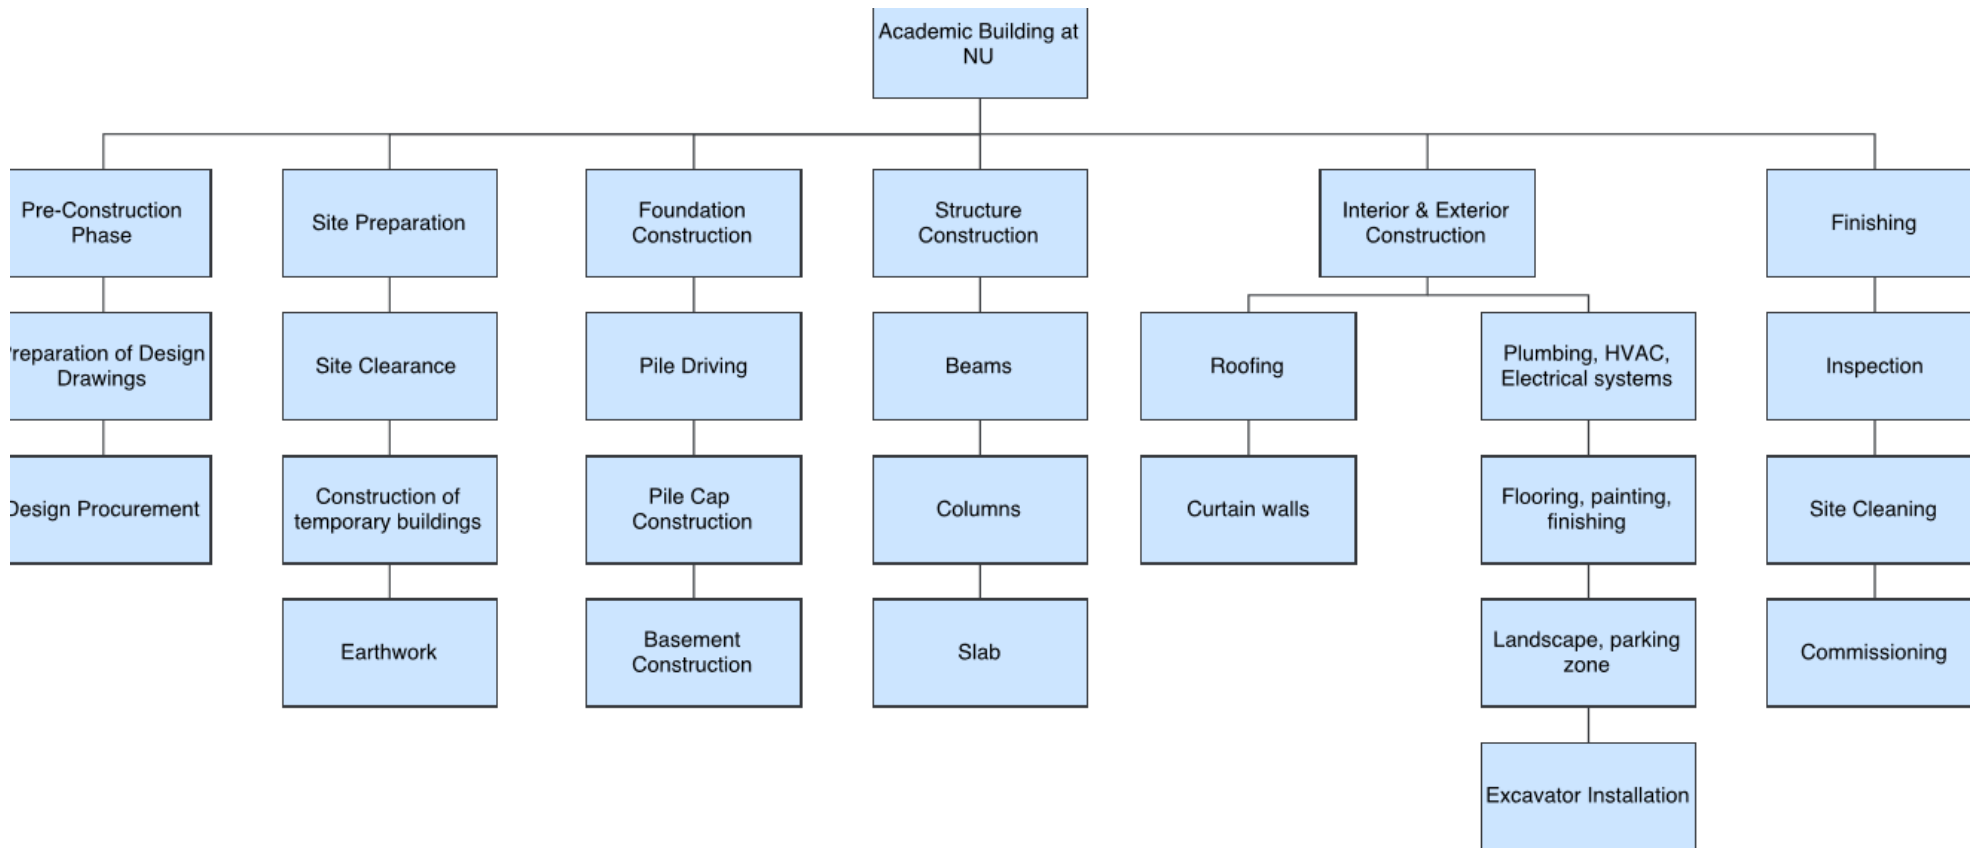 Academic Building at
NU
Pre-Construction
Phase
Site Preparation
Foundation
Construction
Structure
Construction
Interior & Exterior
Construction
Finishing
reparation of Design
Drawings
Site Clearance
Pile Driving
Beams
Roofing
Plumbing, HVAC,
Electrical systems
Inspection
Design Procurement
Construction of
temporary buildings
Pile Cap
Construction
Columns
Curtain walls
Flooring, painting,
finishing
Site Cleaning
Earthwork
Basement
Construction
Slab
Landscape, parking
zone
Commissioning
Excavator Installation